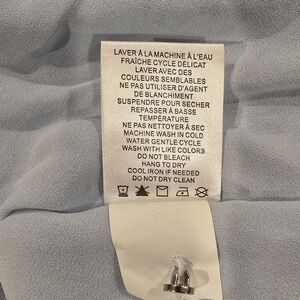 LAVER À LA MACHINE À L'EAU
FRAÎCHE CYCLE DÉLICAT
LAVER AVEC DES
COULEURS SEMBLABLES
NE PAS UTILISER D'AGENT
DE BLANCHIMENT
SUSPENDRE POUR SECHER
REPASSER À BASSE
TEMPÉRATURE
NE PAS NETTOYER À SEC
MACHINE WASH IN COLD
WATER GENTLE CYCLE
WASH WITH LIKE COLORS
DO NOT BLEACH
HANG TO DRY
COOL IRON IF NEEDED
DO NOT DRY CLEAN